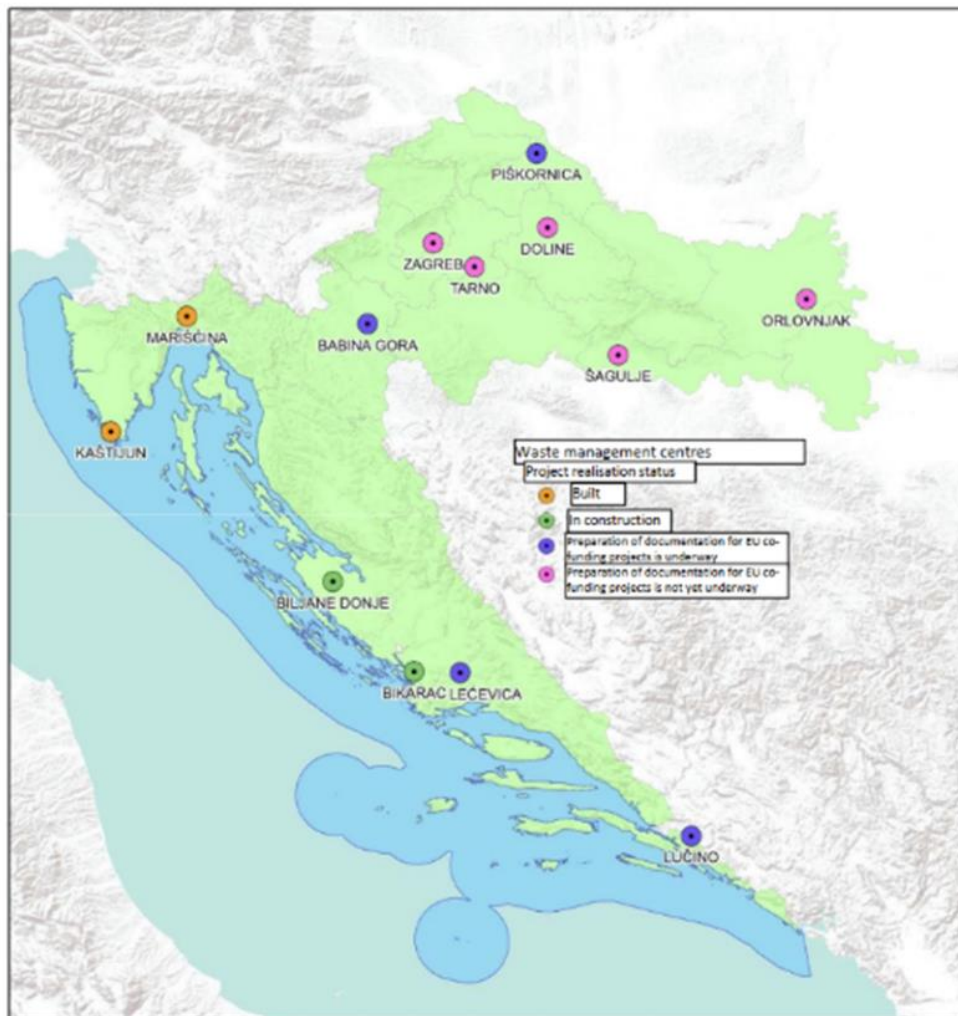 PIŠKORNICA
DOLINE
ZAGREB
TARNO
ORLOVNJAK
MARIŠĆINA
BABINA GORA
ŠAGULJE
KAŠTIJUN
Waste management centres
Project realisation status
Built
In construction
Preparation of documentation for EU co-
funding projects is underway
Preparation of documentation for EU co-
funding projects is not yet underway
BILJANE DONJE
BIKARAC
LEĆEVICA
LUČINO